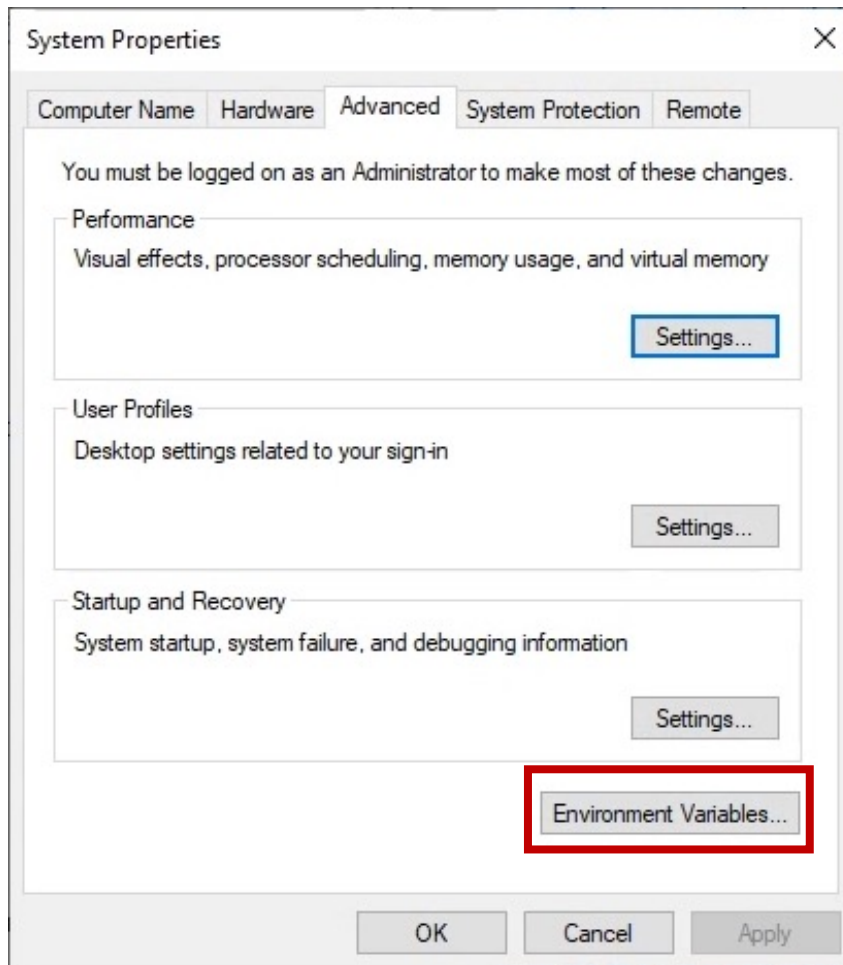 System Properties
Computer Name Hardware Advanced System Protection Remote
You must be logged on as an Administrator to make most of these changes.
Performance
Visual effects, processor scheduling, memory usage, and virtual memory
Settings...
User Profiles
Desktop settings related to your sign-in
Settings...
Startup and Recovery
System startup, system failure, and debugging information
Settings...
Environment Variables...
OK Cancel Apply